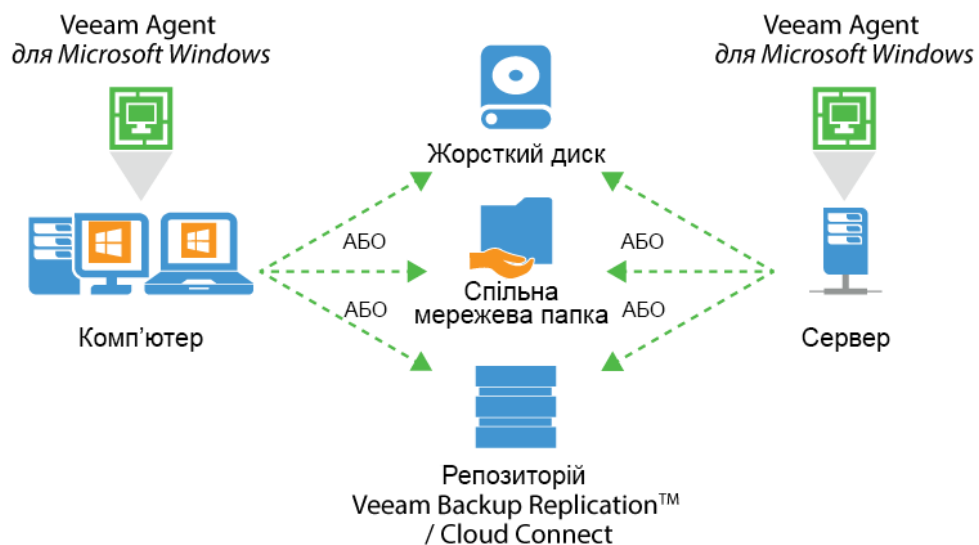 Veeam Agent
для Microsoft Windows
Veeam Agent
для Microsoft Windows
Жорсткий диск
АБО
АБО
Спільна
мережева папка
АБО
АБО
Комп’ютер
Сервер
Репозиторій
Veeam Backup Replication™
/ Cloud Connect